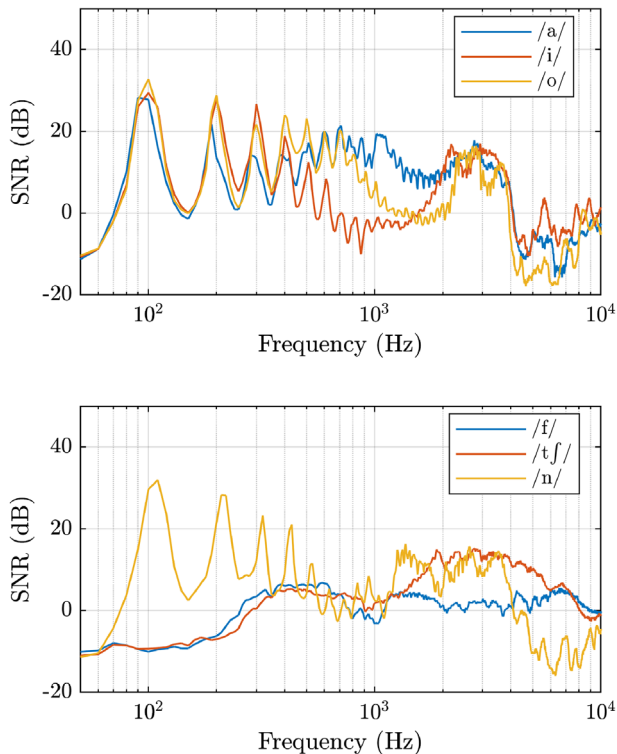 40
20
0
-20
SNR (dB)
/a/
/i/
/o/
10²
10³
10⁴
Frequency (Hz)
40
20
0
-20
SNR (dB)
/f/
/t∫/
/n/
10²
10³
10⁴
Frequency (Hz)